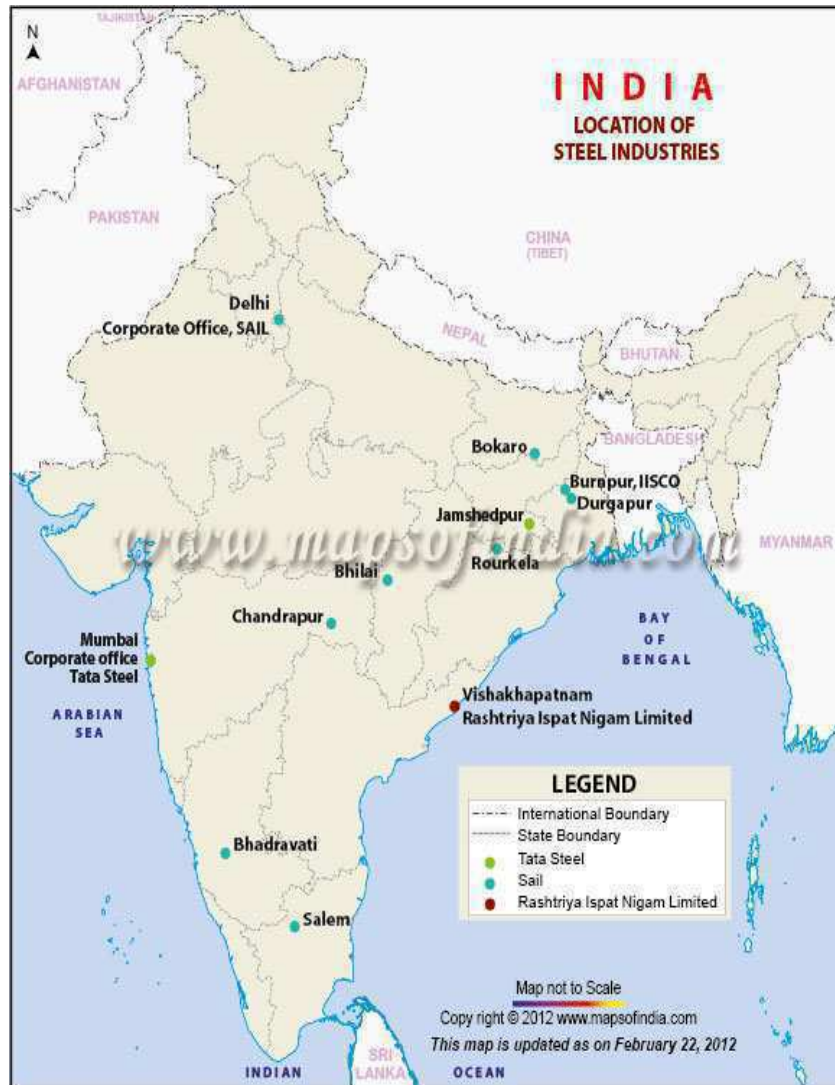 TAJIKISTAN
N
AFGHANISTAN
I N D I A
LOCATION OF
STEEL INDUSTRIES
PAKISTAN
CHINA
(TIBET)
Delhi
Corporate Office, SAIL
NEPAL
BHUTAN
Bokaro
BANGLADESH
Burnpur, IISCO
Durgapur
Jamshedpur
www.mapsofindia.com
MYANMAR
Rourkela
Bhilai
Chandrapur
BAY
OF
BENGAL
Mumbai
Corporate office
Tata Steel
ARABIAN
SEA
Vishakhapatnam
Rashtriya Ispat Nigam Limited
LEGEND
International Boundary
State Boundary
Tata Steel
Sail
Rashtriya Ispat Nigam Limited
Bhadravati
Salem
Map not to Scale
Copy right © 2012 www.mapsofindia.com
This map is updated as on February 22, 2012
SRI
LANKA
INDIAN OCEAN